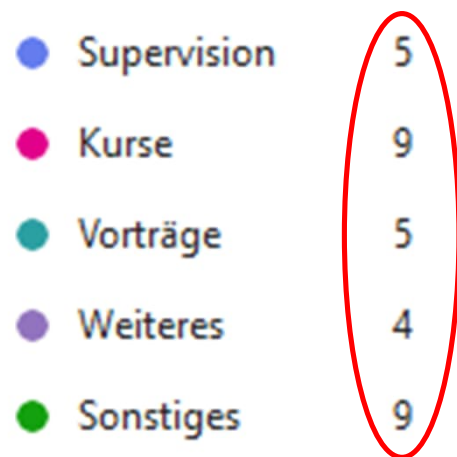 Supervision 5
Kurse 9
Vorträge 5
Weiteres 4
Sonstiges 9